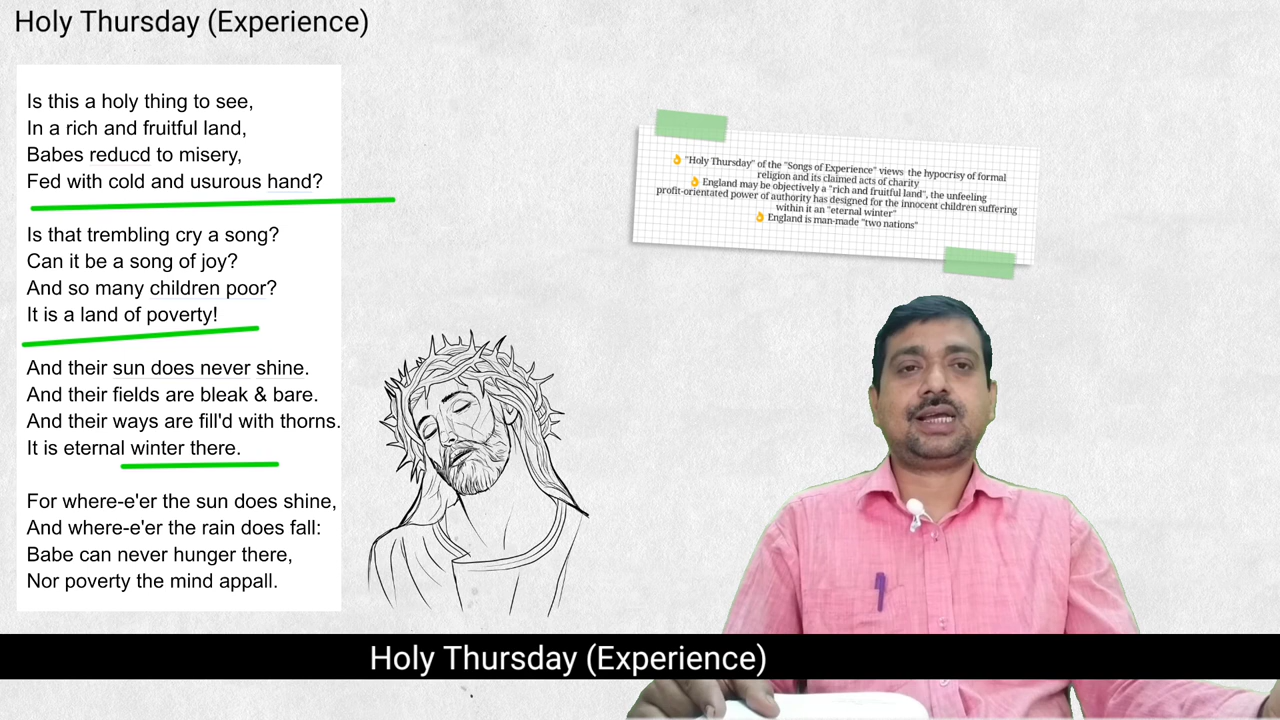 Holy Thursday (Experience)
Is this a holy thing to see,
In a rich and fruitful land,
Babes reducd to misery,
Fed with cold and usurous hand?
Is that trembling cry a song?
Can it be a song of joy?
And so many children poor?
It is a land of poverty!
And their sun does never shine.
And their fields are bleak & bare.
And their ways are fill'd with thorns.
It is eternal winter there.
For where-e'er the sun does shine,
And where-e'er the rain does fall:
Babe can never hunger there,
Nor poverty the mind appall.
👌 "Holy Thursday" of the "Songs of Experience" views the hypocrisy of formal
religion and its claimed acts of charity
👌 England may be objectively a "rich and fruitful land", the unfeeling
profit-orientated power of authority has designed for the innocent children suffering
within it an "eternal winter"
👌 England is man-made "two nations"
Holy Thursday (Experience)